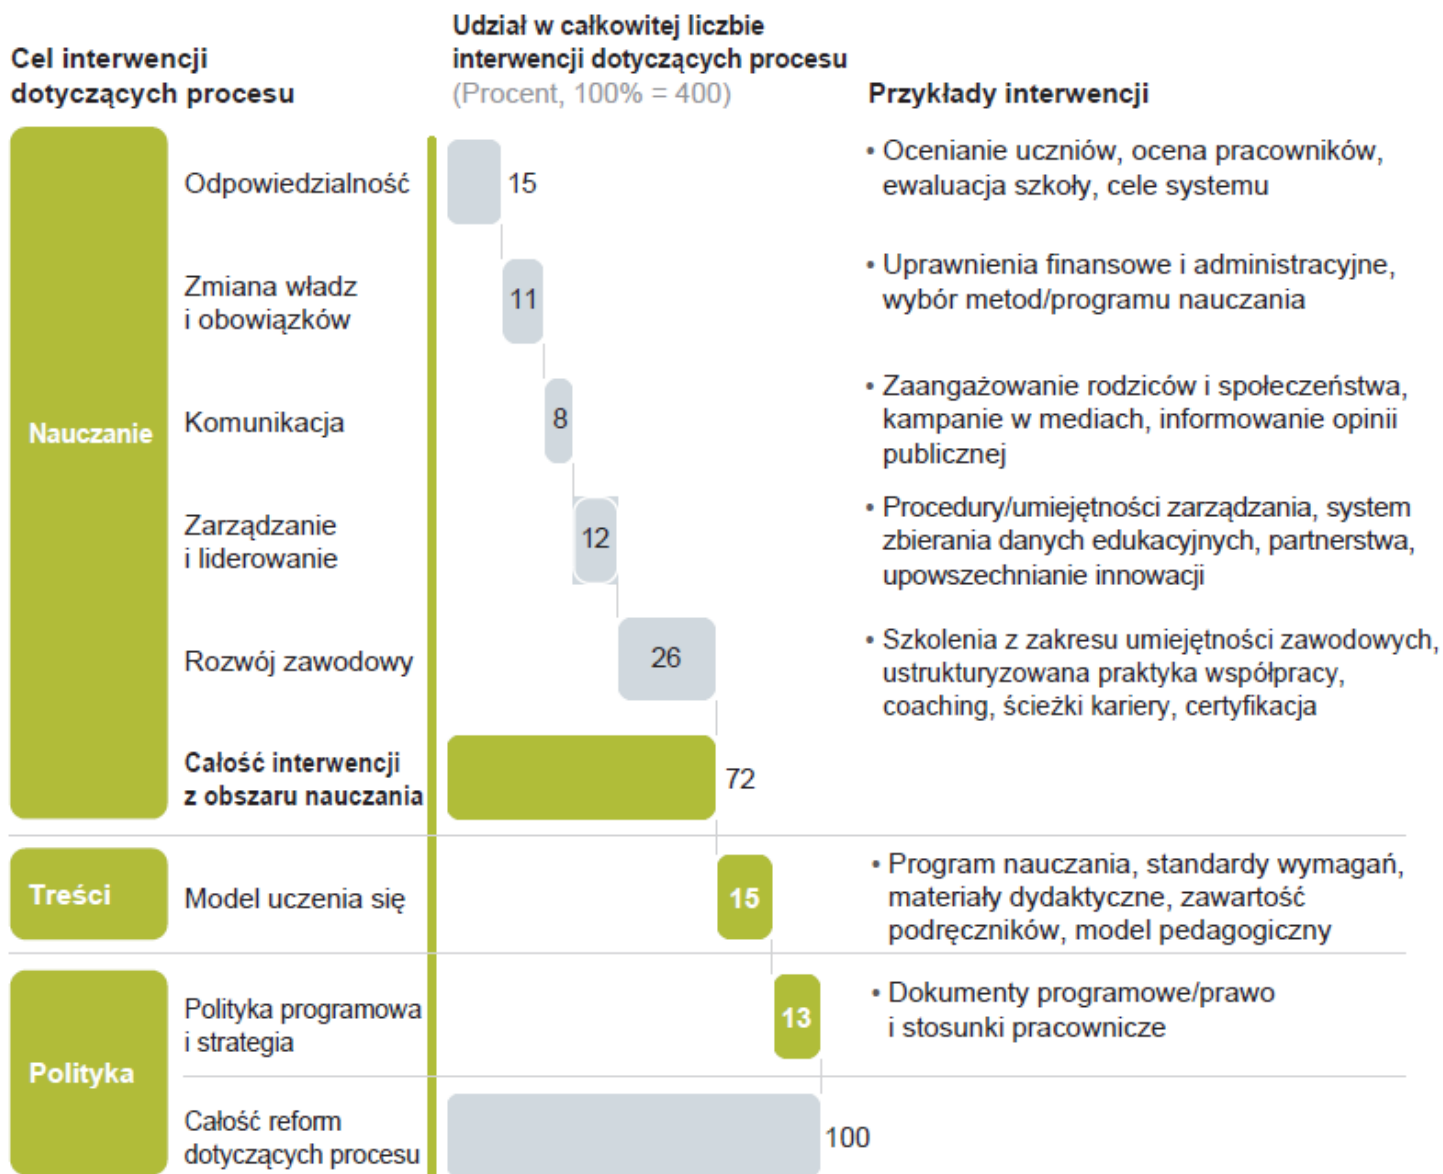 Cel interwencji
dotyczących procesu
Udział w całkowitej liczbie
interwencji dotyczących procesu
(Procent, 100% = 400)
Przykłady interwencji
Nauczanie
Odpowiedzialność
15
• Ocenianie uczniów, ocena pracowników,
ewaluacja szkoły, cele systemu
Zmiana władz
i obowiązków
11
• Uprawnienia finansowe i administracyjne,
wybór metod/programu nauczania
Komunikacja
8
• Zaangażowanie rodziców i społeczeństwa,
kampanie w mediach, informowanie opinii
publicznej
Zarządzanie
i liderowanie
12
• Procedury/umiejętności zarządzania, system
zbierania danych edukacyjnych, partnerstwa,
upowszechnianie innowacji
Rozwój zawodowy
26
• Szkolenia z zakresu umiejętności zawodowych,
ustrukturyzowana praktyka współpracy,
coaching, ścieżki kariery, certyfikacja
Całość interwencji
z obszaru nauczania
72
Treści
Model uczenia się
15
• Program nauczania, standardy wymagań,
materiały dydaktyczne, zawartość
podręczników, model pedagogiczny
Polityka
Polityka programowa
i strategia
13
• Dokumenty programowe/prawo
i stosunki pracownicze
Całość reform
dotyczących procesu
100